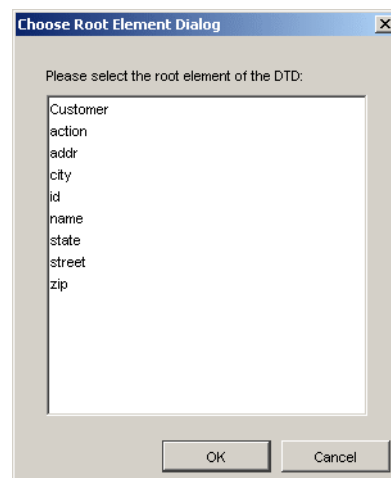 Choose Root Element Dialog
Please select the root element of the DTD:
Customer
action
addr
city
id
name
state
street
zip
OK
Cancel